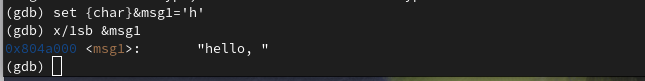 (gdb) set {char}&msg1='h'
(gdb) x/1sb &msg1
0x804a000 <msg1>:       "hello, "
(gdb)